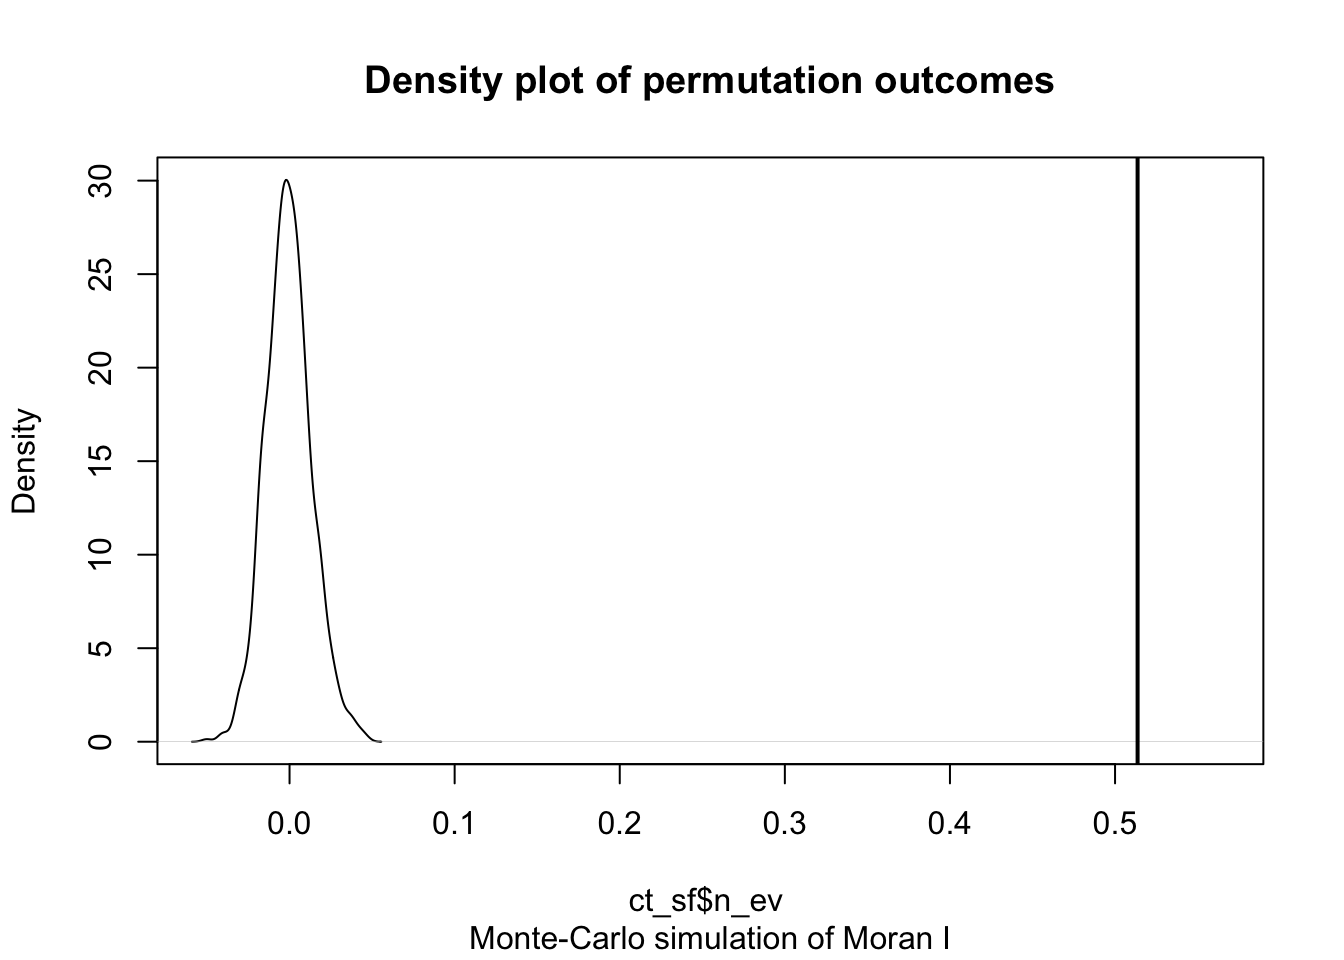 Density plot of permutation outcomes
Density
30
25
20
15
10
5
0
0.0 0.1 0.2 0.3 0.4 0.5
ct_sf$n_ev
Monte-Carlo simulation of Moran I